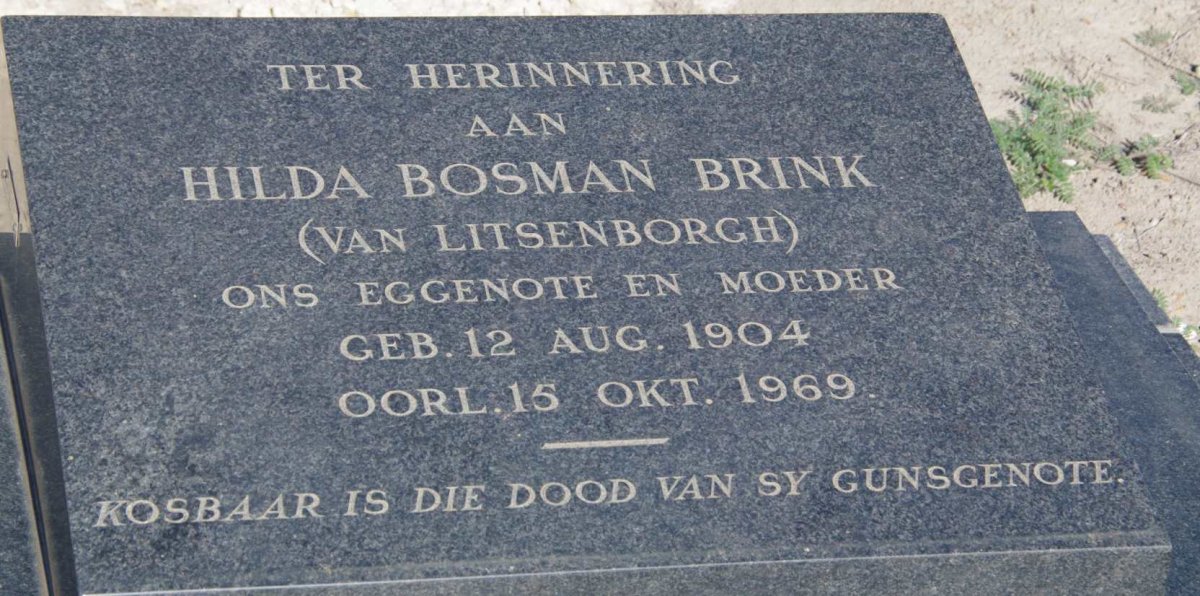 TER HERINNERING
AAN
HILDA BOSMAN BRINK
(VAN LITSENBORGH)
ONS EGGENOTE EN MOEDER
GEB. 12 AUG. 1904
OORL. 15 OKT. 1969.
KOSBAAR IS DIE DOOD VAN SY GUNSGENOTE.